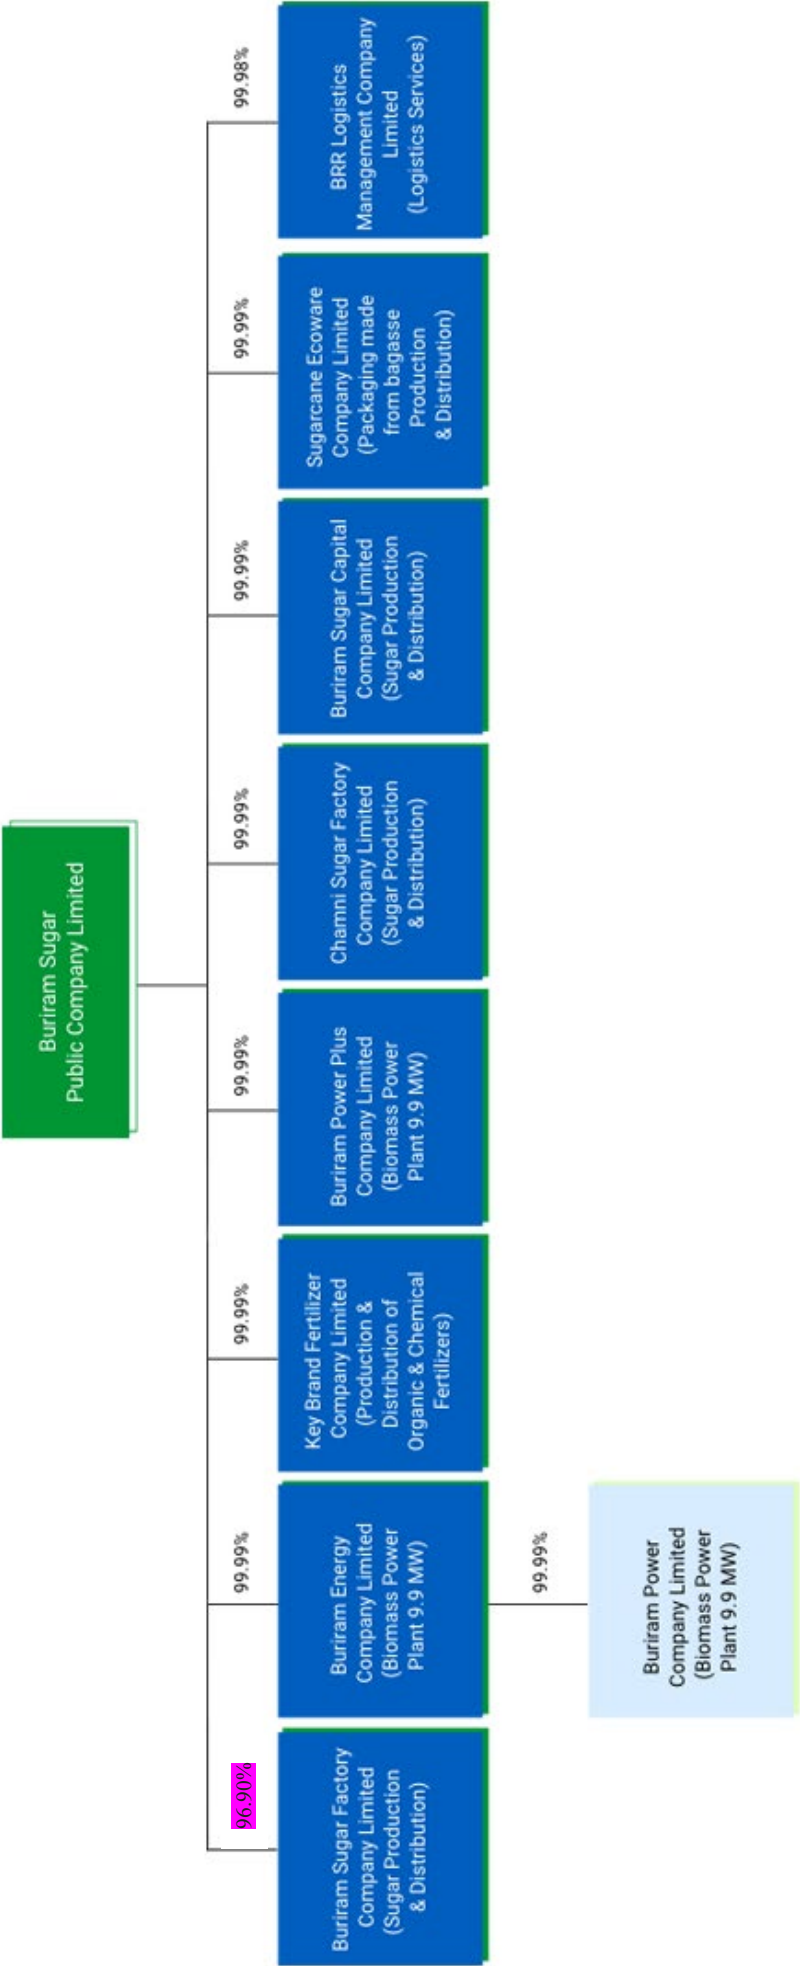 Buriram Sugar
Public Company Limited
96.90%
99.99%
99.99%
99.99%
99.99%
99.99%
99.99%
99.98%
Buriram Sugar Factory
Company Limited
(Sugar Production
& Distribution)
Buriram Energy
Company Limited
(Biomass Power
Plant 9.9 MW)
Key Brand Fertilizer
Company Limited
(Production &
Distribution of
Organic & Chemical
Fertilizers)
Buriram Power Plus
Company Limited
(Biomass Power
Plant 9.9 MW)
Chamni Sugar Factory
Company Limited
(Sugar Production
& Distribution)
Buriram Sugar Capital
Company Limited
(Sugar Production
& Distribution)
Sugarcane Ecoware
Company Limited
(Packaging made
from bagasse
Production
& Distribution)
BRR Logistics
Management Company
Limited
(Logistics Services)
99.99%
Buriram Power
Company Limited
(Biomass Power
Plant 9.9 MW)